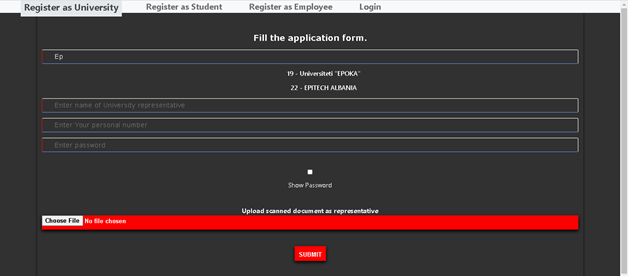 Register as University
Register as Student
Register as Employee
Login
Fill the application form.
Ep
19 - Universiteti "EPOKA"
22 - EPITECH ALBANIA
Enter name of University representative
Enter Your personal number
Enter password
Show Password
Upload scanned document as representative
Choose File No file chosen
SUBMIT